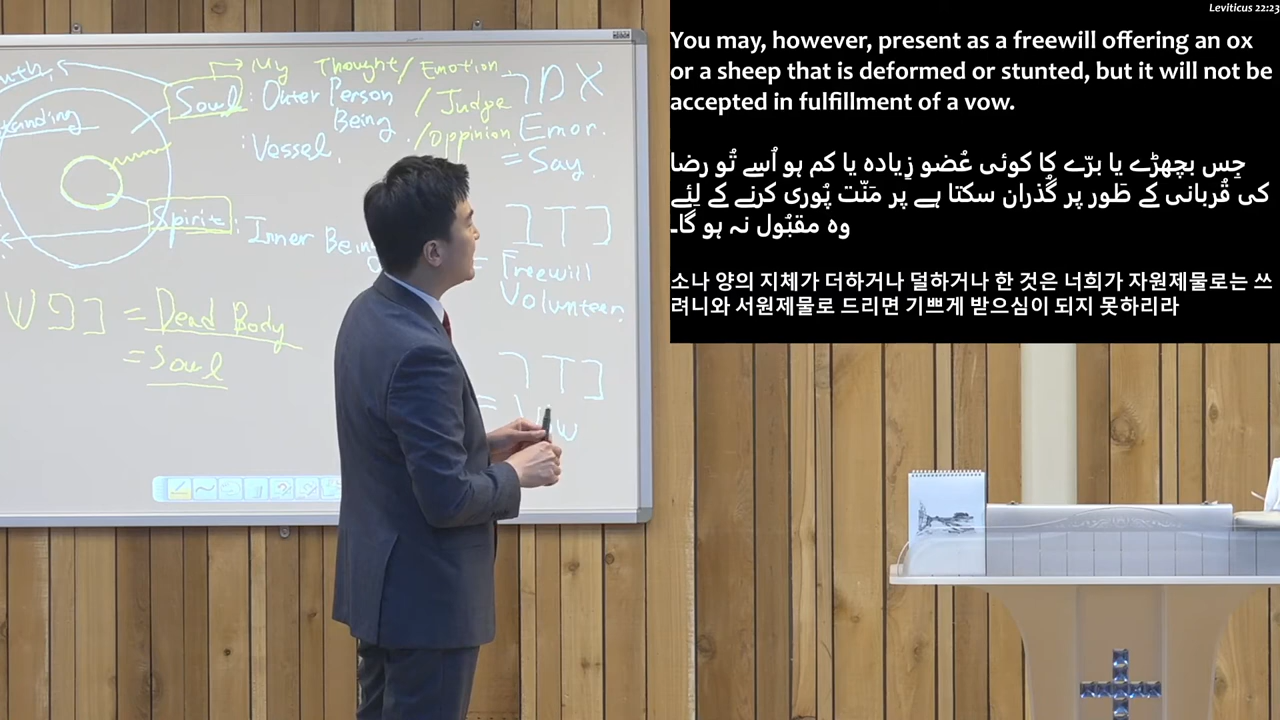 Leviticus 22:23
You may, however, present as a freewill offering an ox
or a sheep that is deformed or stunted, but it will not be
accepted in fulfillment of a vow.
جِس بچھڑے یا برّے کا کوئی عُضو زِیادہ یا کم ہو اُسے تُو رضا
کی قُربانی کے طَور پر گُذران سکتا ہے پر مَنّت پُوری کرنے کے لِئے
وہ مقبُول نہ ہو گا۔
소나 양의 지체가 더하거나 덜하거나 한 것은 너희가 자원제물로는 쓰
려니와 서원제물로 드리면 기쁘게 받으심이 되지 못하리라
My Thought / Emotion
/ Judge
/ Oppinion
Soul : Outer Person
Being
: Vessel.
Spirit : Inner Being
= Dead Body
= Soul
Emor.
= Say.
= Freewill
Volunteer.